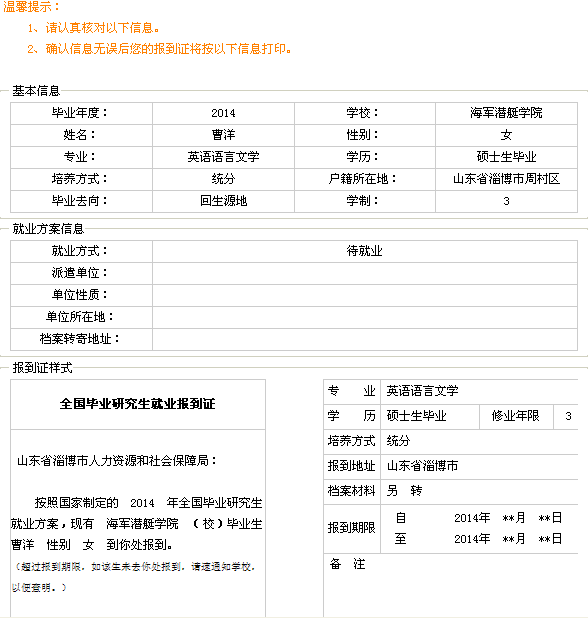 温馨提示：
1、请认真核对以下信息。
2、确认信息无误后您的报到证将按以下信息打印。
基本信息
毕业年度： 2014 学校： 海军潜艇学院
姓名： 曹洋 性别： 女
专业： 英语语言文学 学历： 硕士生毕业
培养方式： 统分 户籍所在地： 山东省淄博市周村区
毕业去向： 回生源地 学制： 3
就业方案信息
就业方式： 待就业
派遣单位：
单位性质：
单位所在地：
档案转寄地址：
报到证样式
全国毕业研究生就业报到证
山东省淄博市人力资源和社会保障局：
按照国家制定的 2014 年全国毕业研究生
就业方案,现有 海军潜艇学院 （ 校）毕业生
曹洋 性别 女 到你处报到。
（超过报到期限，如该生未去你处报到，请速通知学校，
以便查明。）
专 业 英语语言文学
学 历 硕士生毕业 修业年限 3
培养方式 统分
报到地址 山东省淄博市
档案材料 另 转
报到期限 自 2014年 **月 **日
至 2014年 **月 **日
备 注